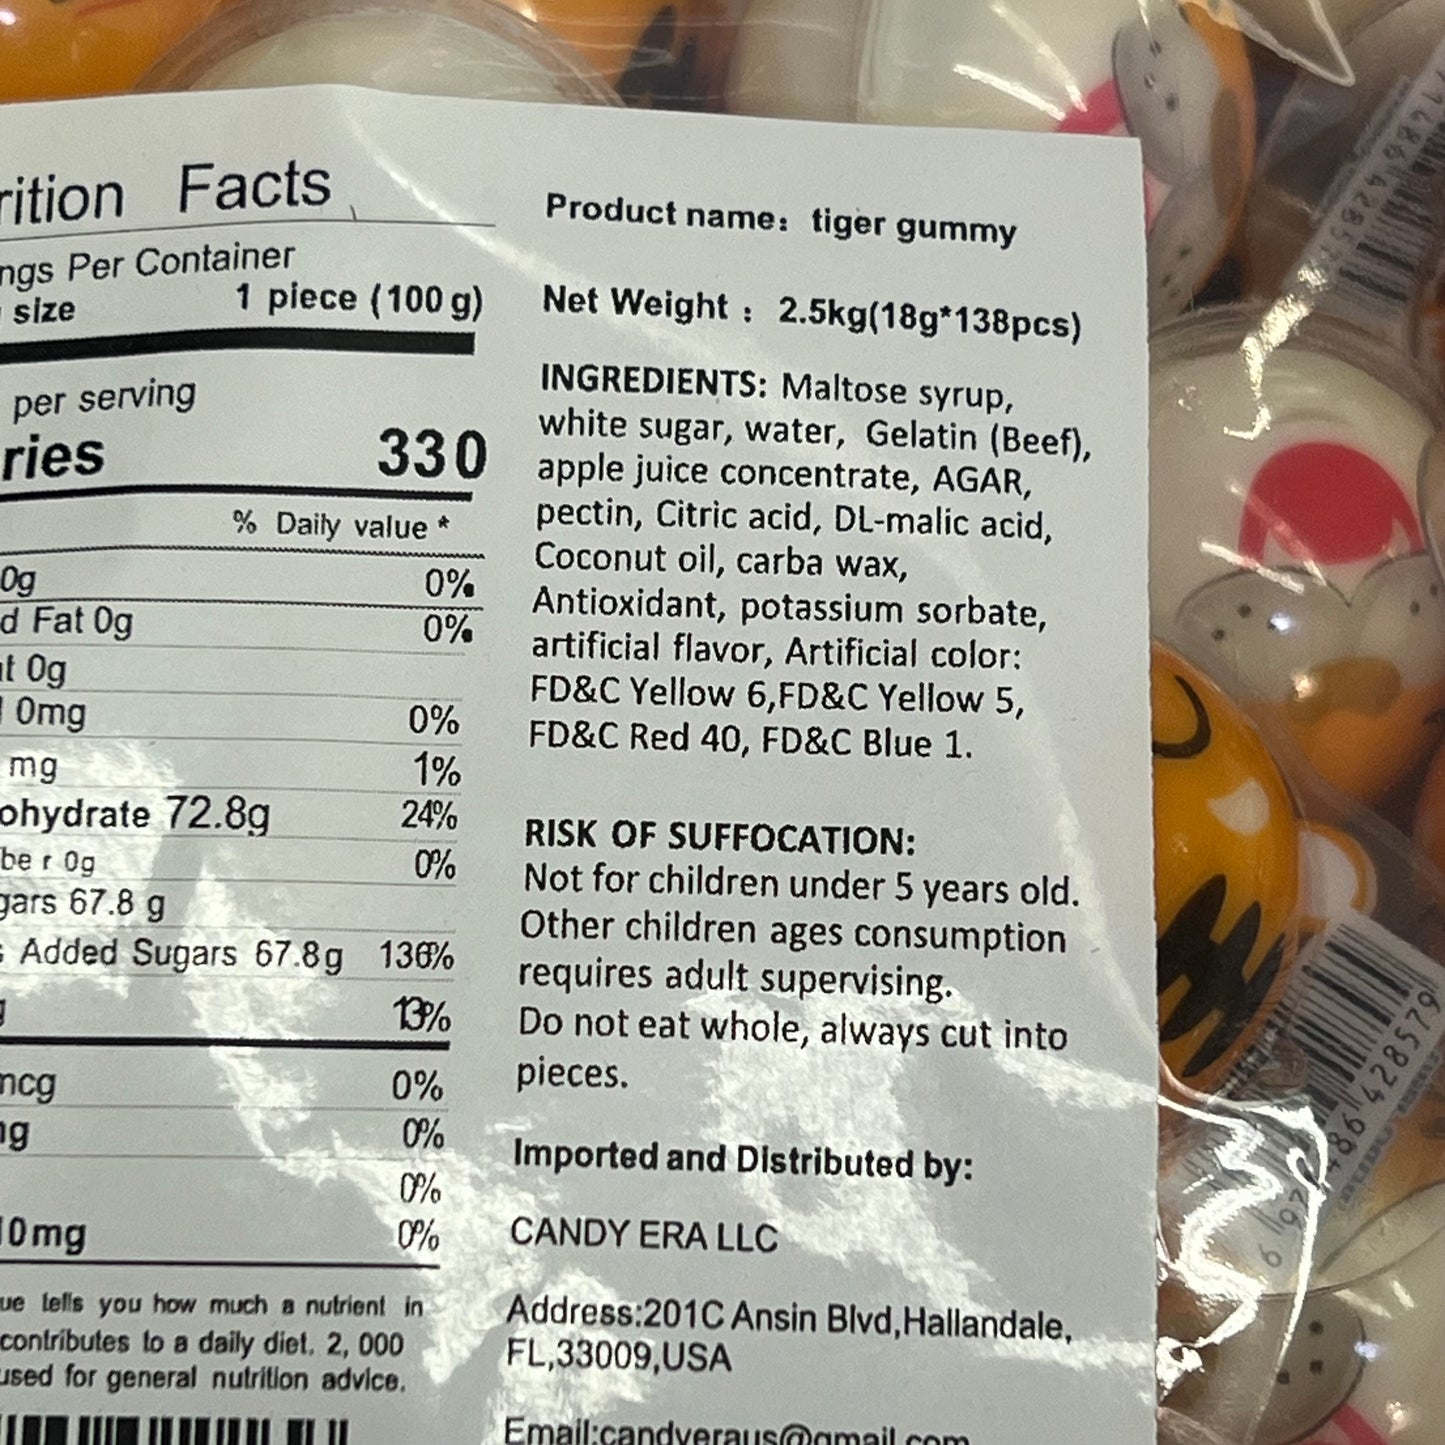 rition Facts
ngs Per Container
size 1 piece (100 g)
per serving
ries 330
% Daily value *
0g 0%
d Fat 0g 0%
at 0g
0mg 0%
mg 1%
ohydrate 72.8g 24%
be r 0g 0%
gars 67.8 g
Added Sugars 67.8g 136%
13%
mcg 0%
ng 0%
0%
0mg 0%
ue tells you how much a nutrient in
contributes to a daily diet. 2, 000
used for general nutrition advice.
Product name: tiger gummy
Net Weight : 2.5kg(18g*138pcs)
INGREDIENTS: Maltose syrup,
white sugar, water, Gelatin (Beef),
apple juice concentrate, AGAR,
pectin, Citric acid, DL-malic acid,
Coconut oil, carba wax,
Antioxidant, potassium sorbate,
artificial flavor, Artificial color:
FD&C Yellow 6,FD&C Yellow 5,
FD&C Red 40, FD&C Blue 1.
RISK OF SUFFOCATION:
Not for children under 5 years old.
Other children ages consumption
requires adult supervising.
Do not eat whole, always cut into
pieces.
Imported and Distributed by:
CANDY ERA LLC
Address:201C Ansin Blvd,Hallandale,
FL,33009,USA
Email:candyeraus@gmail.com